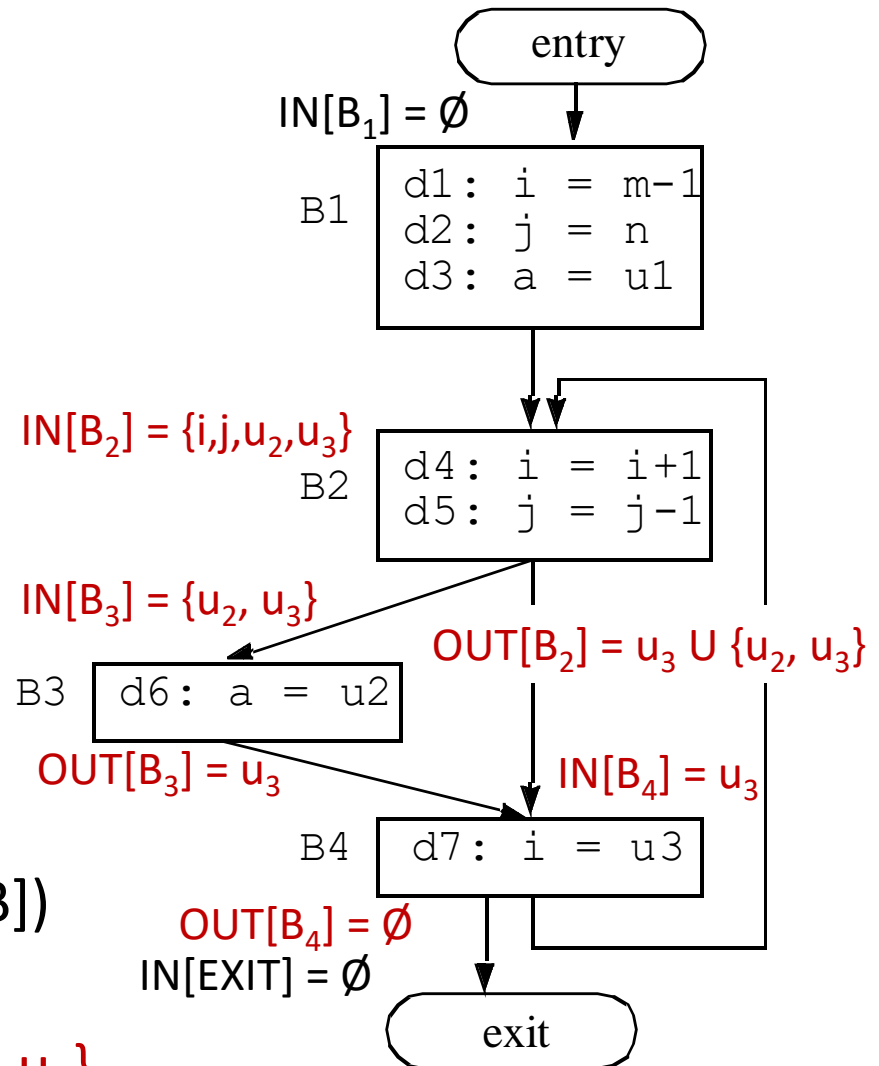 entry
IN[B₁] = Ø
B1
d1: i = m-1
d2: j = n
d3: a = u1
IN[B₂] = {i,j,u₂,u₃}
B2
d4: i = i+1
d5: j = j-1
IN[B₃] = {u₂, u₃}
OUT[B₂] = u₃ U {u₂, u₃}
B3
d6: a = u2
OUT[B₃] = u₃
IN[B₄] = u₃
B4
d7: i = u3
B])
OUT[B₄] = Ø
IN[EXIT] = Ø
exit